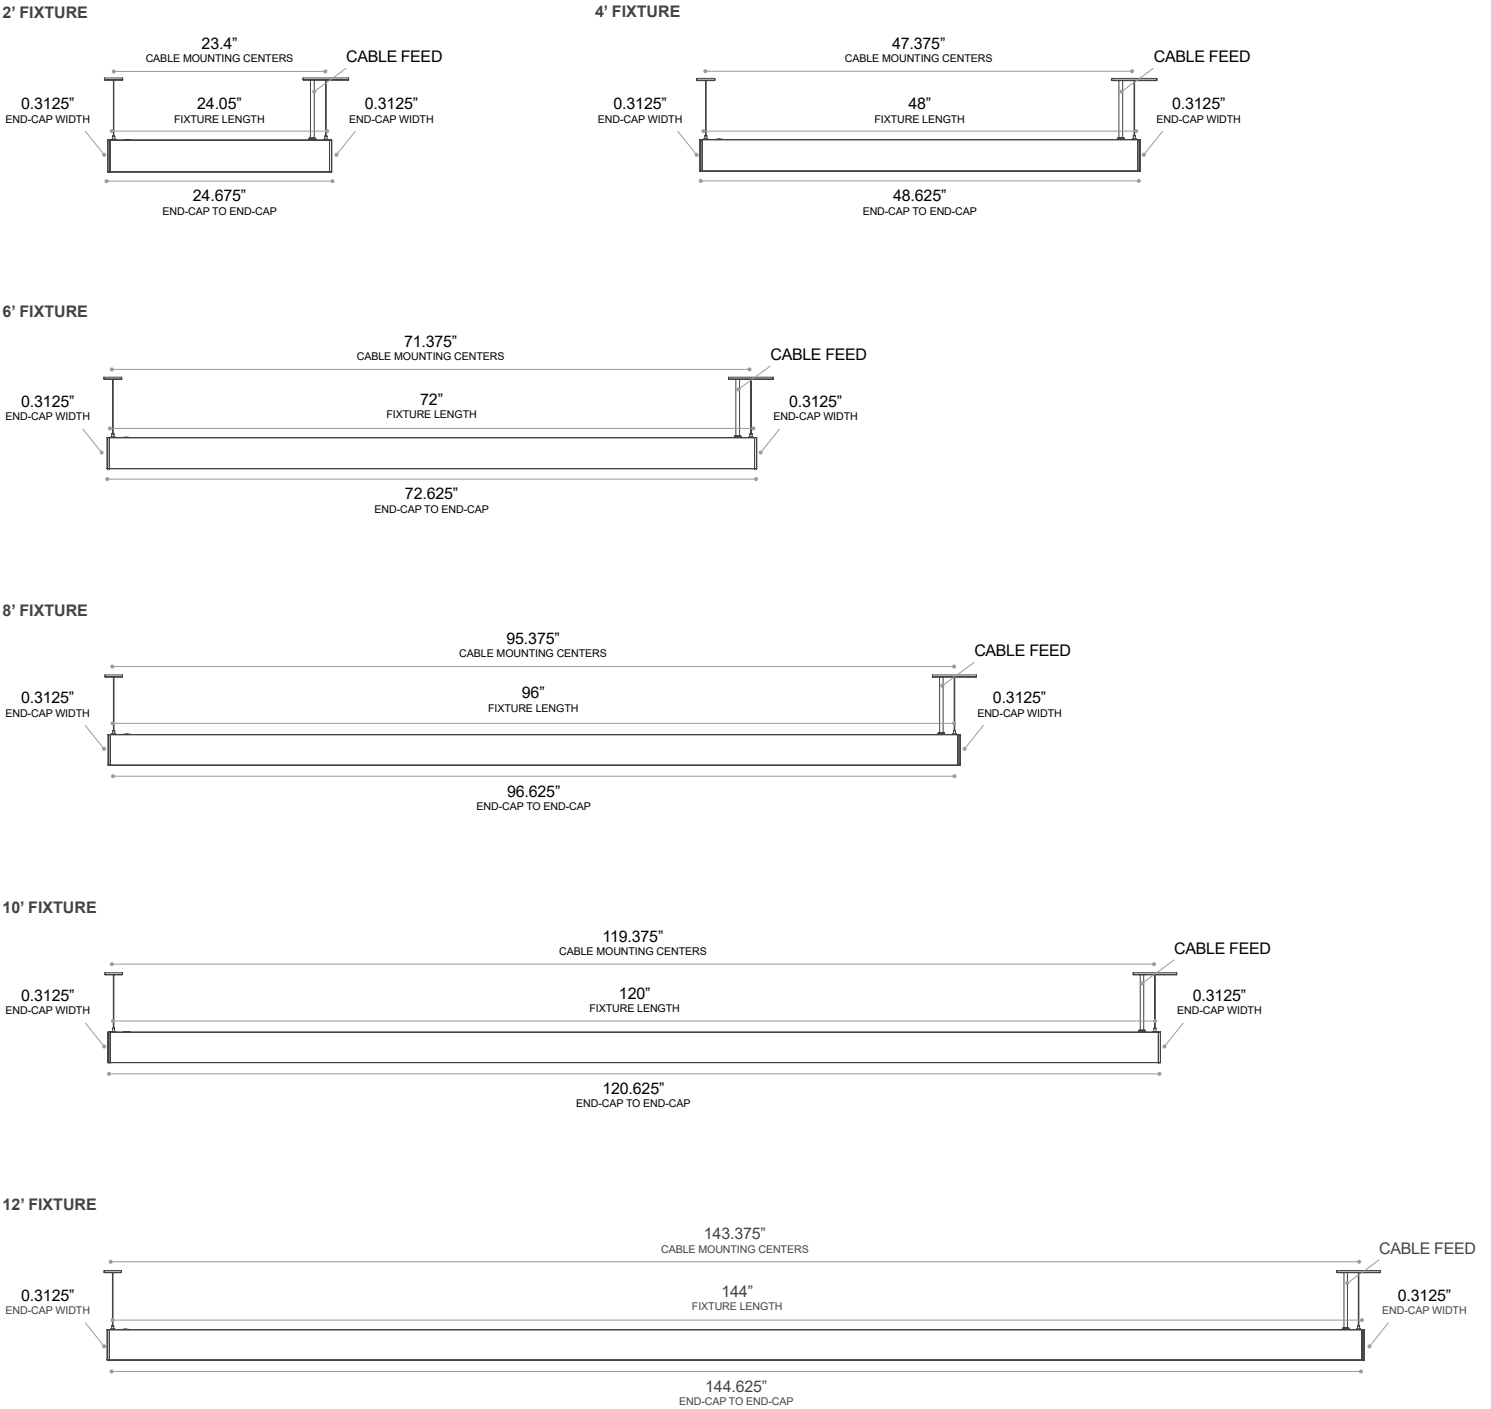 2’ FIXTURE
23.4”
CABLE MOUNTING CENTERS
CABLE FEED
0.3125”
END-CAP WIDTH
24.05”
FIXTURE LENGTH
0.3125”
END-CAP WIDTH
24.675”
END-CAP TO END-CAP
4’ FIXTURE
47.375”
CABLE MOUNTING CENTERS
CABLE FEED
0.3125”
END-CAP WIDTH
48”
FIXTURE LENGTH
0.3125”
END-CAP WIDTH
48.625”
END-CAP TO END-CAP
6’ FIXTURE
71.375”
CABLE MOUNTING CENTERS
CABLE FEED
0.3125”
END-CAP WIDTH
72”
FIXTURE LENGTH
0.3125”
END-CAP WIDTH
72.625”
END-CAP TO END-CAP
8’ FIXTURE
95.375”
CABLE MOUNTING CENTERS
CABLE FEED
0.3125”
END-CAP WIDTH
96”
FIXTURE LENGTH
0.3125”
END-CAP WIDTH
96.625”
END-CAP TO END-CAP
10’ FIXTURE
119.375”
CABLE MOUNTING CENTERS
CABLE FEED
0.3125”
END-CAP WIDTH
120”
FIXTURE LENGTH
0.3125”
END-CAP WIDTH
120.625”
END-CAP TO END-CAP
12’ FIXTURE
143.375”
CABLE MOUNTING CENTERS
CABLE FEED
0.3125”
END-CAP WIDTH
144”
FIXTURE LENGTH
0.3125”
END-CAP WIDTH
144.625”
END-CAP TO END-CAP